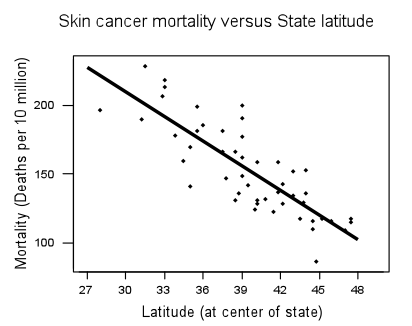 Skin cancer mortality versus State latitude
Mortality (Deaths per 10 million)
200
150
100
27 30 33 36 39 42 45 48
Latitude (at center of state)